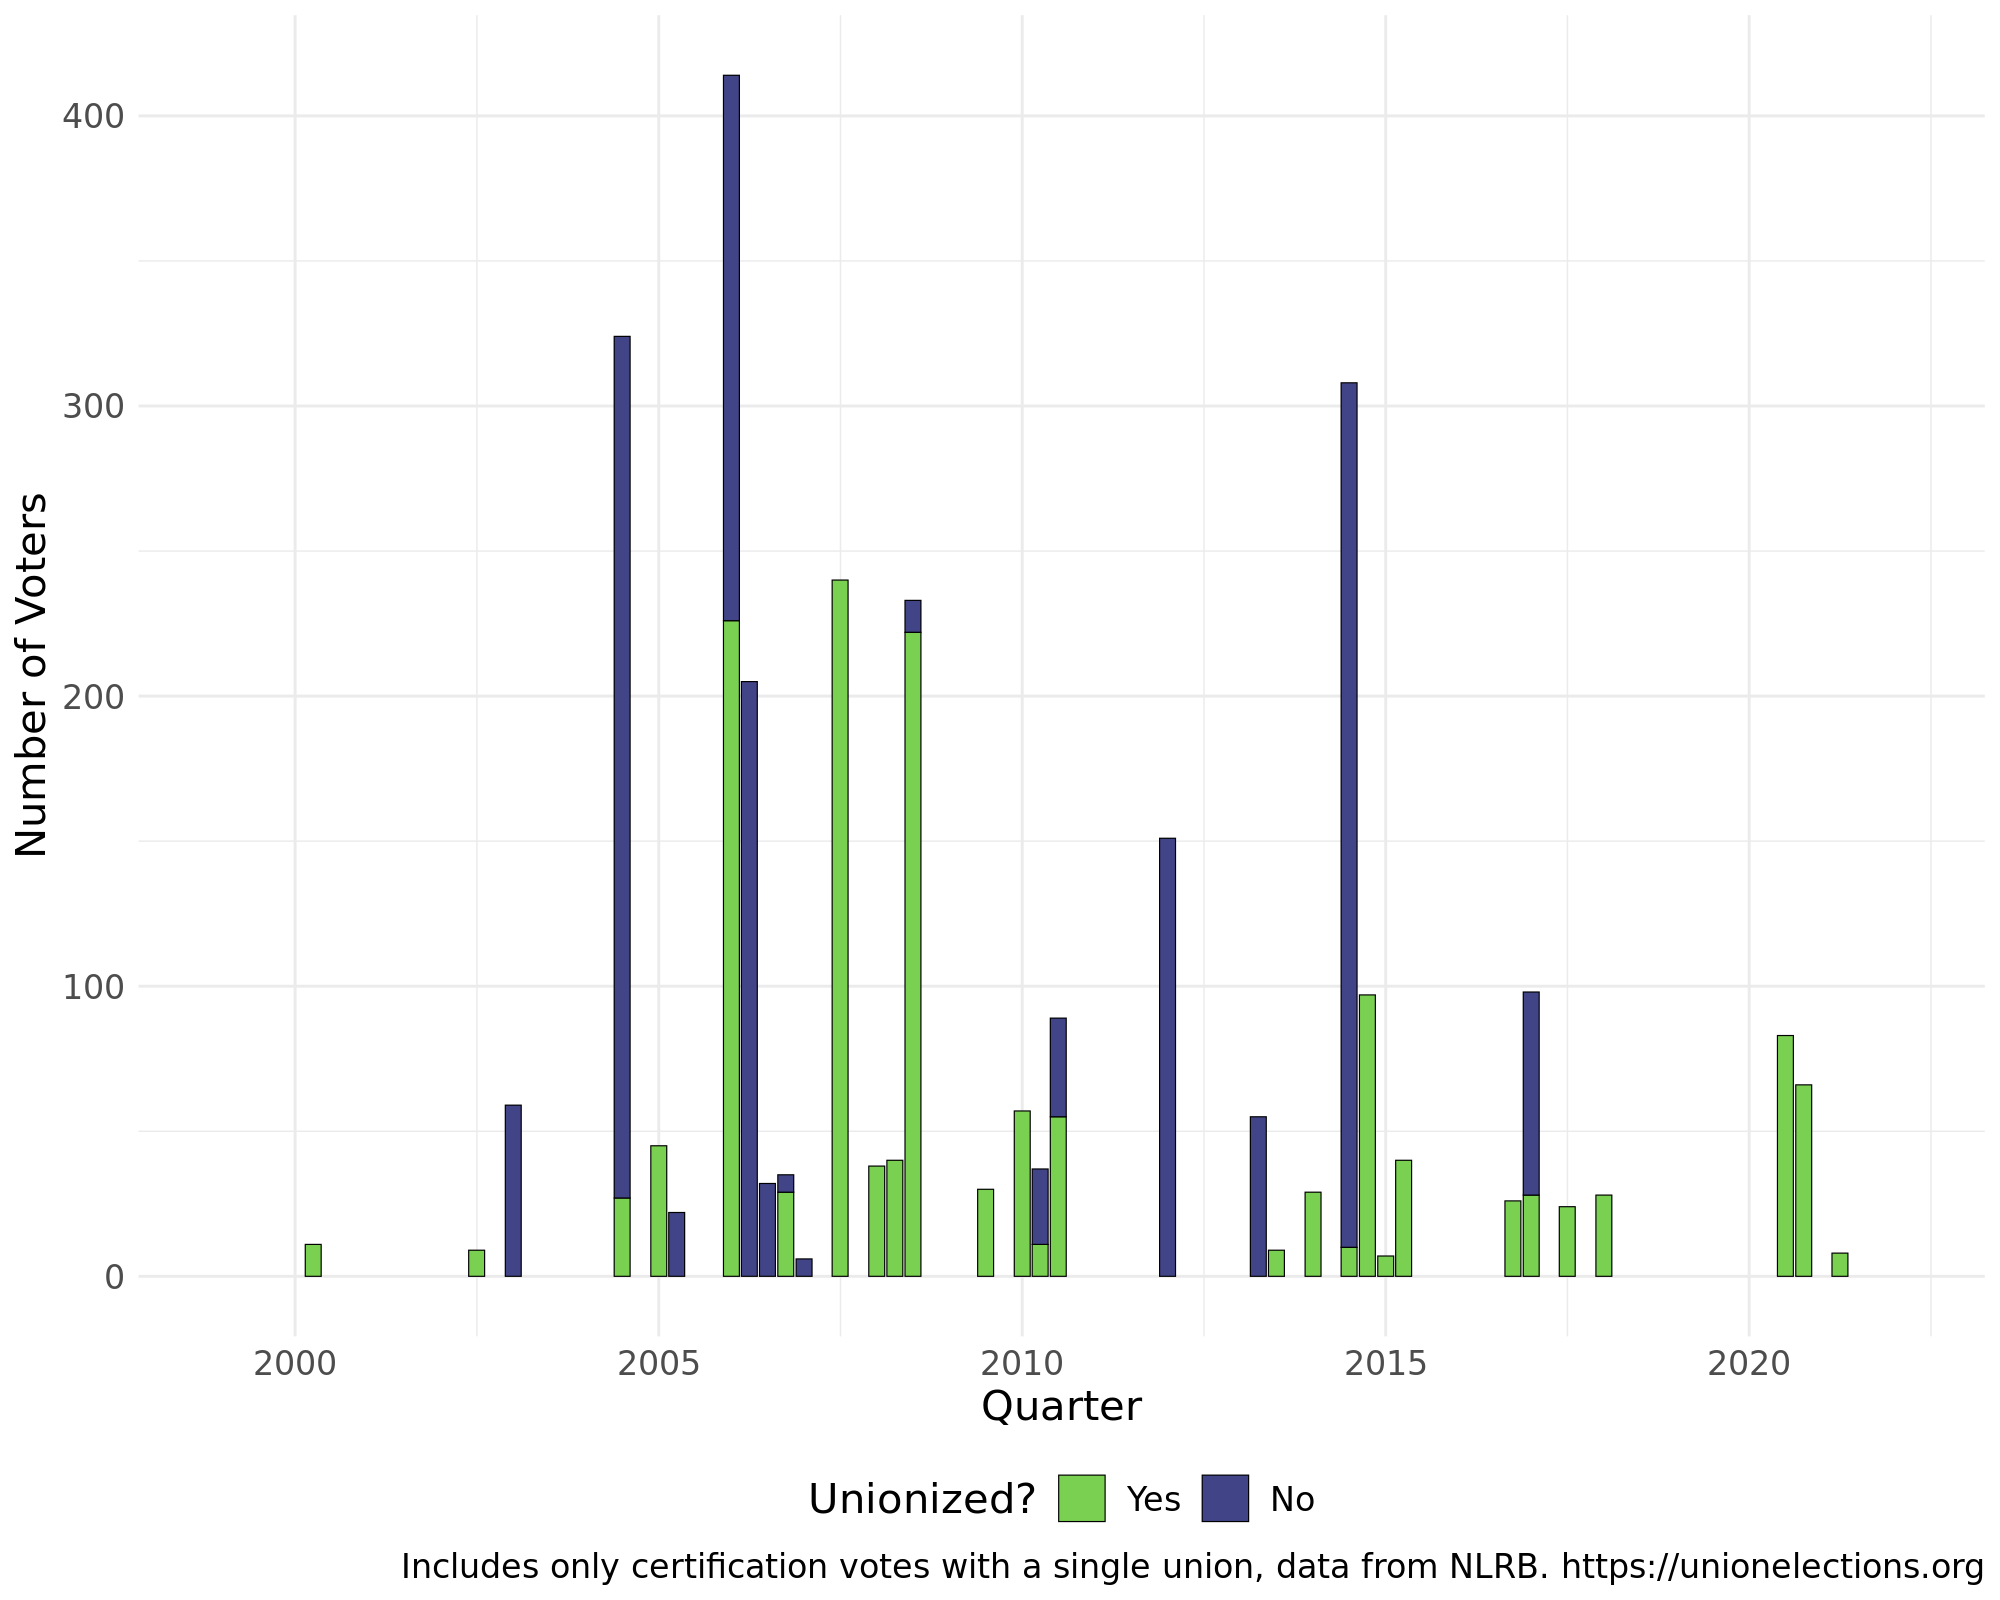 400
300
200
100
0
Number of Voters
2000 2005 2010 2015 2020
Quarter
Unionized? Yes No
Includes only certification votes with a single union, data from NLRB. https://unionelections.org